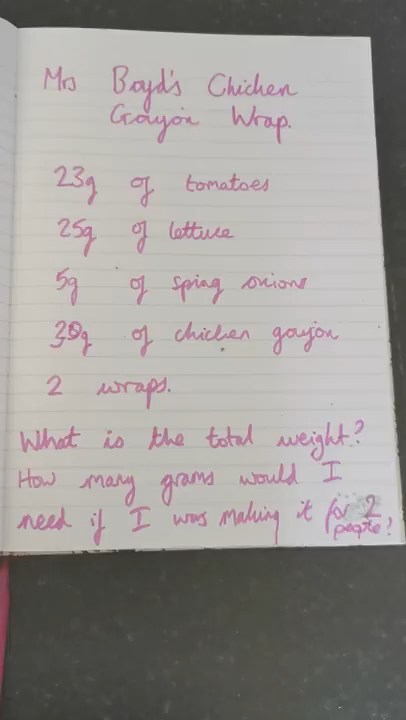 Mrs Boyd's Chicken
Goujon Wrap.
23g of tomatoes
25g of lettuce
5g of sping onions
30g of chicken goujon
2 wraps.
What is the total weight?
How many grams would I
need if I was making it for 2
people?